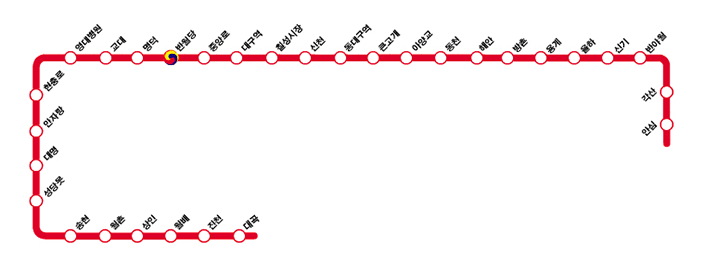 영대병원
교대
명덕
반월당
중앙로
대구역
칠성시장
신천
동대구역
큰고개
아양교
동천
해안
방촌
용계
율하
신기
반야월
각산
안심
현충로
안지랑
대명
성당못
송현
월촌
상인
월배
진천
대곡